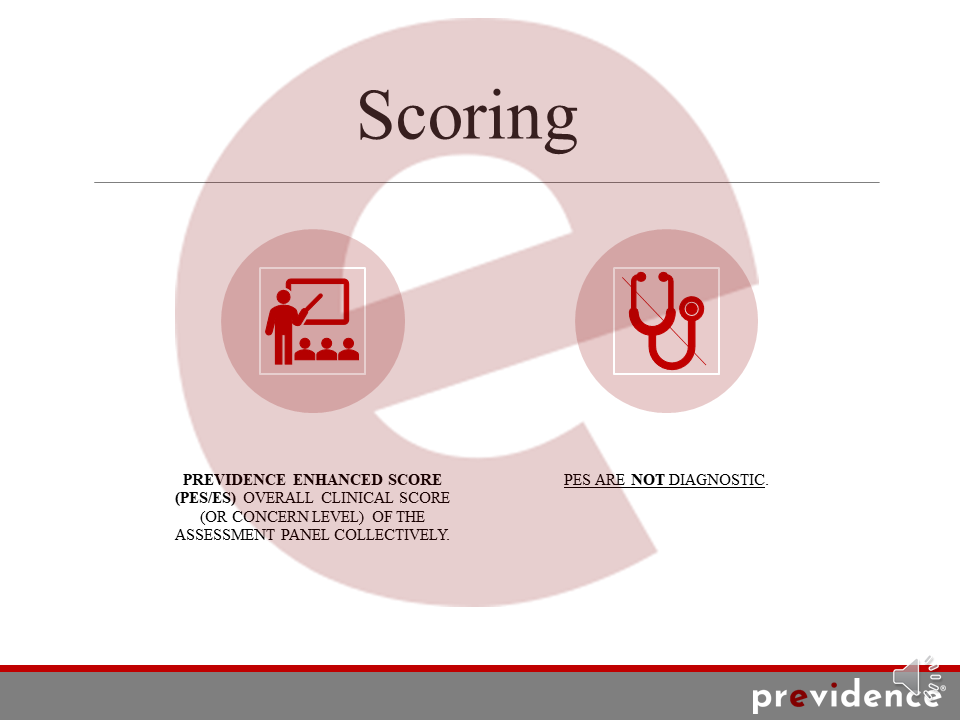 Scoring
PREVIDENCE ENHANCED SCORE
(PES/ES) OVERALL CLINICAL SCORE
(OR CONCERN LEVEL) OF THE
ASSESSMENT PANEL COLLECTIVELY.
PES ARE NOT DIAGNOSTIC.
previdence®